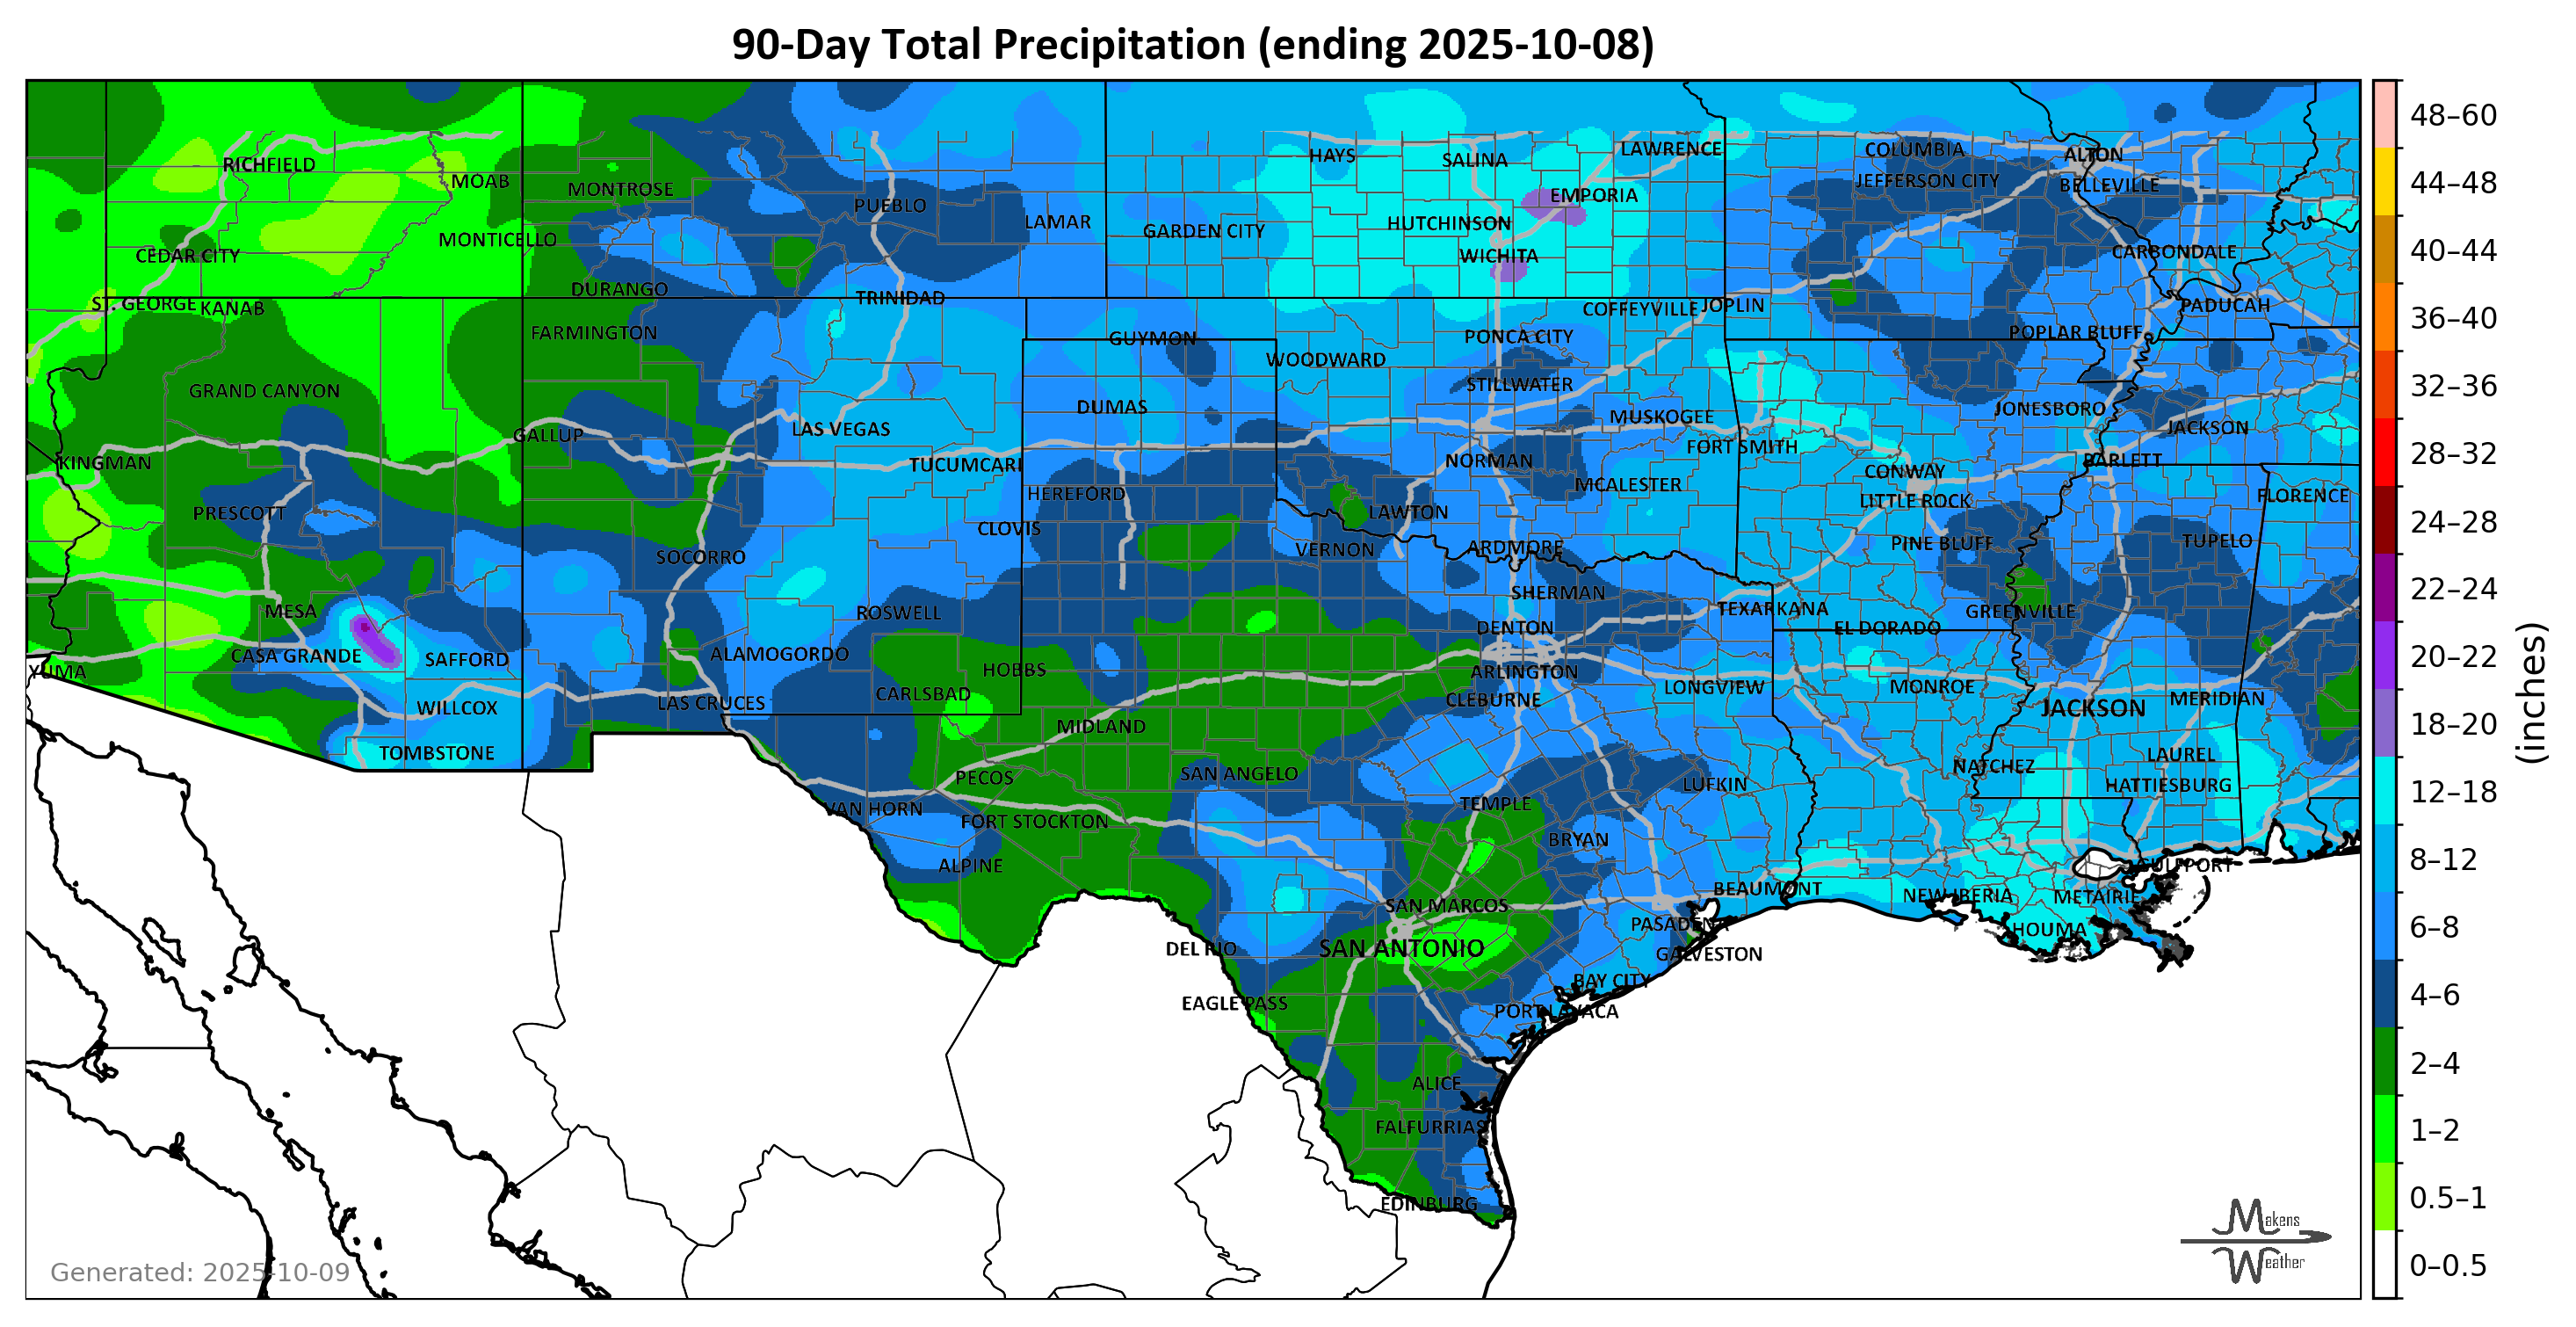 90-Day Total Precipitation (ending 2025-10-08)
HAYS
SALINA
LAWRENCE
COLUMBIA
ALTON
RICHFIELD
MOAB
MONTROSE
EMPORIA
JEFFERSON CITY
BELLEVILLE
PUEBLO
LAMAR
GARDEN CITY
HUTCHINSON
MONTICELLO
CEDAR CITY
WICHITA
CARBONDALE
DURANGO
TRINIDAD
ST. GEORGE
KANAB
COFFEYVILLE
JOPLIN
PADUCAH
FARMINGTON
GUYMON
PONCA CITY
POPLAR BLUFF
WOODWARD
GRAND CANYON
STILLWATER
DUMAS
MUSKOGEE
JONESBORO
GALLUP
LAS VEGAS
JACKSON
KINGMAN
TUCUMCARI
NORMAN
FORT SMITH
CONWAY
BARLETT
HEREFORD
MCALESTER
LITTLE ROCK
FLORENCE
PRESCOTT
CLOVIS
LAWTON
SOCORRO
VERNON
ARDMORE
PINE BLUFF
TUPELO
MESA
ROSWELL
SHERMAN
TEXARKANA
GREENVILLE
CASA GRANDE
SAFFORD
ALAMOGORDO
DENTON
EL DORADO
YUMA
HOBBS
ARLINGTON
WILLCOX
LAS CRUCES
CARLSBAD
CLEBURNE
LONGVIEW
MONROE
JACKSON
MERIDIAN
TOMBSTONE
MIDLAND
PECOS
SAN ANGELO
LUFKIN
NATCHEZ
LAUREL
HATTIESBURG
VAN HORN
FORT STOCKTON
TEMPLE
BRYAN
ALPINE
GULFPORT
SAN MARCOS
BEAUMONT
NEW IBERIA
METAIRIE
DEL RIO
SAN ANTONIO
PASADENA
HOUMA
GALVESTON
EAGLE PASS
BAY CITY
PORT LAVACA
ALICE
FALFURRIAS
EDINBURG
Generated: 2025-10-09
Makens
Weather
48–60
44–48
40–44
36–40
32–36
28–32
24–28
22–24
20–22
18–20
12–18
8–12
6–8
4–6
2–4
1–2
0.5–1
0–0.5
(inches)